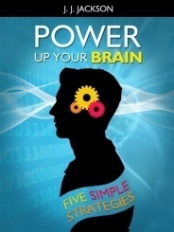 J. J. JACKSON
POWER
UP YOUR BRAIN
FIVE SIMPLE
STRATEGIES